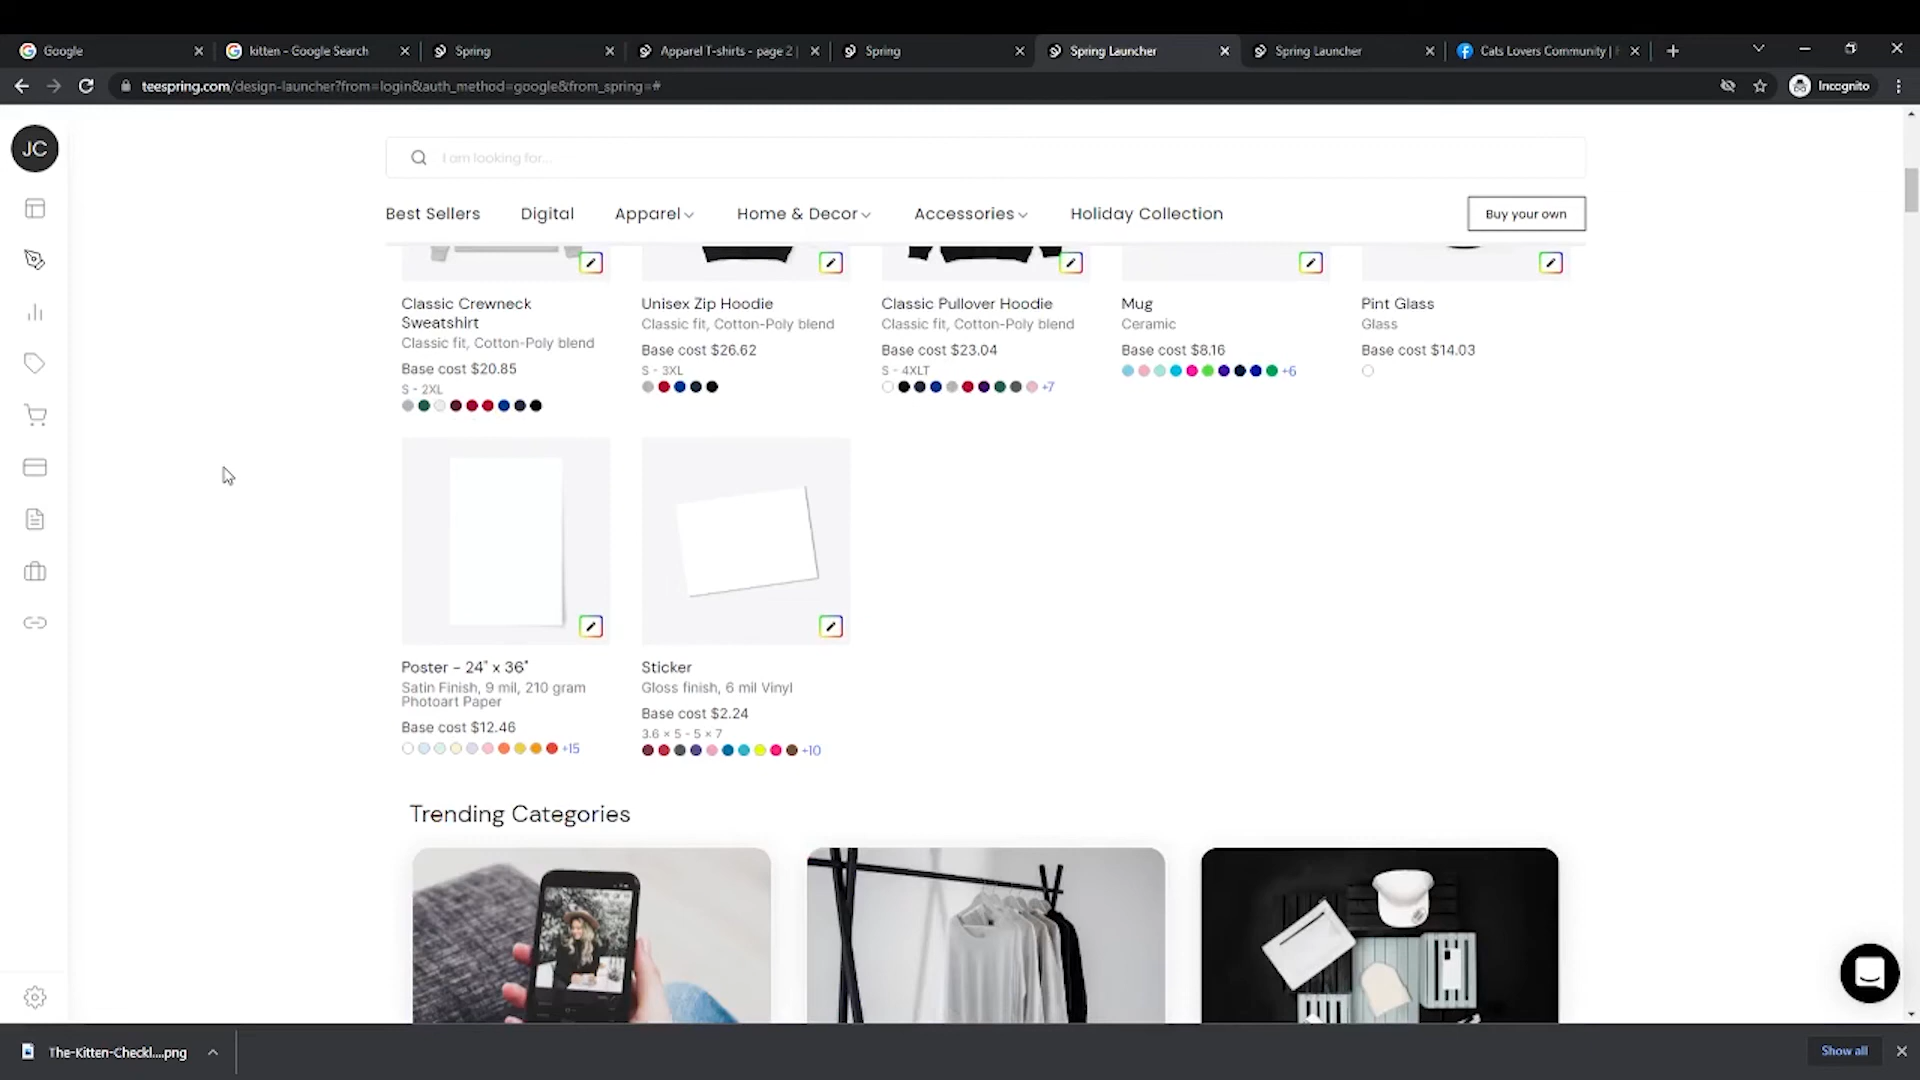 Google
kitten - Google Search
Spring
Apparel T-shirts - page 2 |
Spring
Spring Launcher
Spring Launcher
Cats Lovers Community |
teespring.com/design-launcher?from=login&auth_method=google&from_spring=#
Incognito
JC
I am looking for...
Best Sellers
Digital
Apparel
Home & Decor
Accessories
Holiday Collection
Buy your own
Classic Crewneck
Sweatshirt
Classic fit, Cotton-Poly blend
Base cost $20.85
S - 2XL
Unisex Zip Hoodie
Classic fit, Cotton-Poly blend
Base cost $26.62
S - 3XL
Classic Pullover Hoodie
Classic fit, Cotton-Poly blend
Base cost $23.04
S - 4XLT
+7
Mug
Ceramic
Base cost $8.16
+6
Pint Glass
Glass
Base cost $14.03
Poster - 24" x 36"
Satin Finish, 9 mil, 210 gram
Photoart Paper
Base cost $12.46
+15
Sticker
Gloss finish, 6 mil Vinyl
Base cost $2.24
3.6 × 5 - 5 × 7
+10
Trending Categories
The-Kitten-Checkl....png
Show all